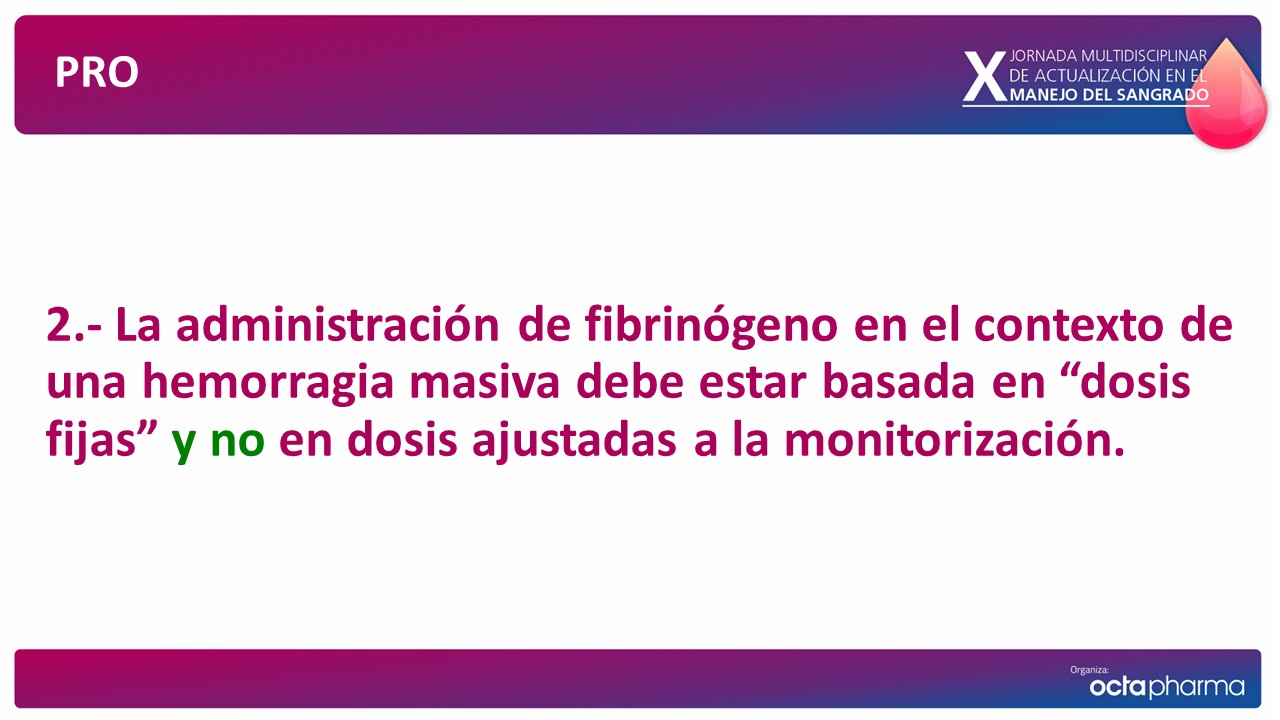 PRO
X JORNADA MULTIDISCIPLINAR
DE ACTUALIZACIÓN EN EL
MANEJO DEL SANGRADO
2.- La administración de fibrinógeno en el contexto de
una hemorragia masiva debe estar basada en “dosis
fijas” y no en dosis ajustadas a la monitorización.
Organiza:
octapharma